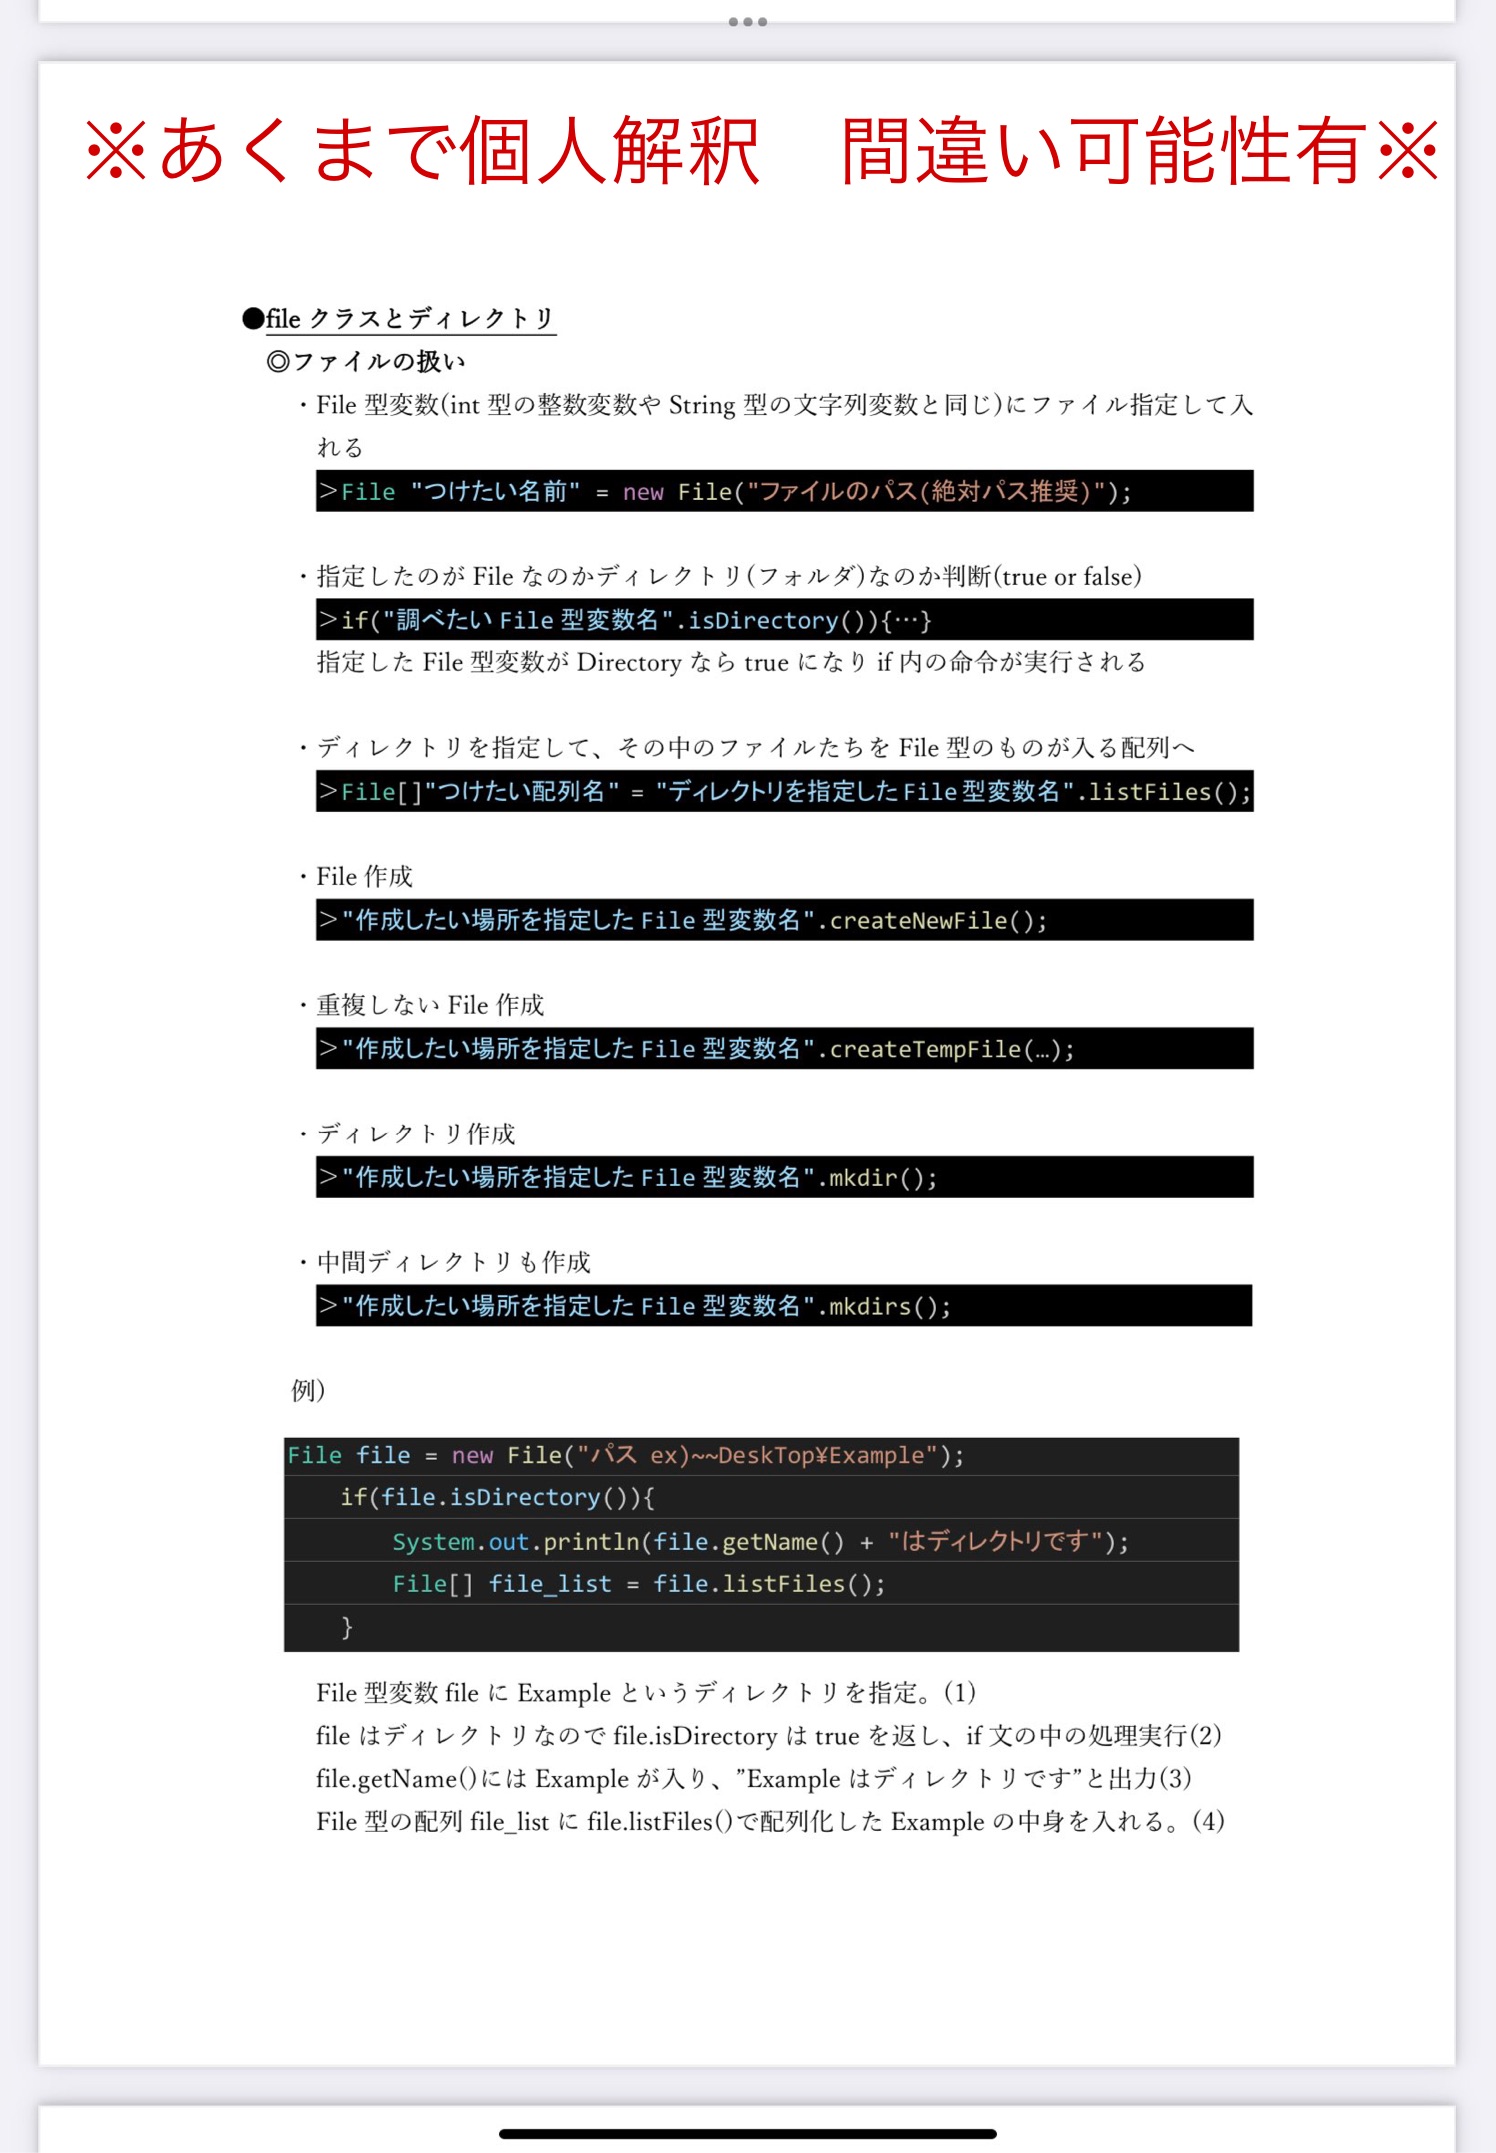 ※あくまで個人解釈　間違い可能性有※
●fileクラスとディレクトリ
◎ファイルの扱い
・File 型変数(int 型の整数変数や String 型の文字列変数と同じ)にファイル指定して入
れる
>File "つけたい名前" = new File("ファイルのパス(絶対パス推奨)");
・指定したのが File なのかディレクトリ(フォルダ)なのか判断(true or false)
>if("調べたい File 型変数名".isDirectory()){…}
指定した File 型変数が Directory なら true になり if 内の命令が実行される
・ディレクトリを指定して、その中のファイルたちを File 型のものが入る配列へ
>File[]"つけたい配列名" = "ディレクトリを指定した File 型変数名".listFiles();
・File 作成
>"作成したい場所を指定した File 型変数名".createNewFile();
・重複しない File 作成
>"作成したい場所を指定した File 型変数名".createTempFile(…);
・ディレクトリ作成
>"作成したい場所を指定した File 型変数名".mkdir();
・中間ディレクトリも作成
>"作成したい場所を指定した File 型変数名".mkdirs();
例)
File file = new File("パス ex)~~DeskTop¥Example");
if(file.isDirectory()){
System.out.println(file.getName() + "はディレクトリです");
File[] file_list = file.listFiles();
}
File 型変数 file に Example というディレクトリを指定。(1)
file はディレクトリなので file.isDirectory は true を返し、if 文の中の処理実行(2)
file.getName()には Example が入り、”Example はディレクトリです”と出力(3)
File 型の配列 file_list に file.listFiles()で配列化した Example の中身を入れる。(4)